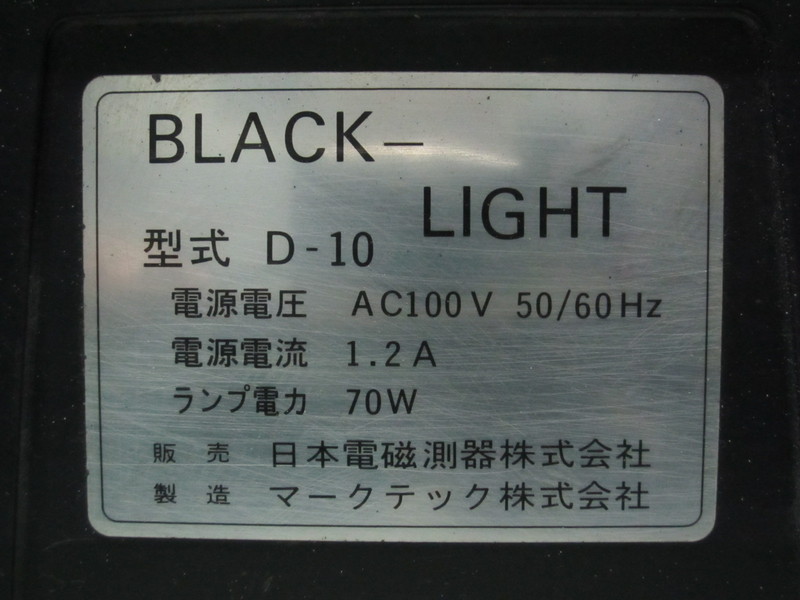 BLACK-
LIGHT
型式 D-10
電源電圧 AC100V 50/60Hz
電源電流 1.2A
ランプ電力 70W
販売 日本電磁測器株式会社
製造 マークテック株式会社